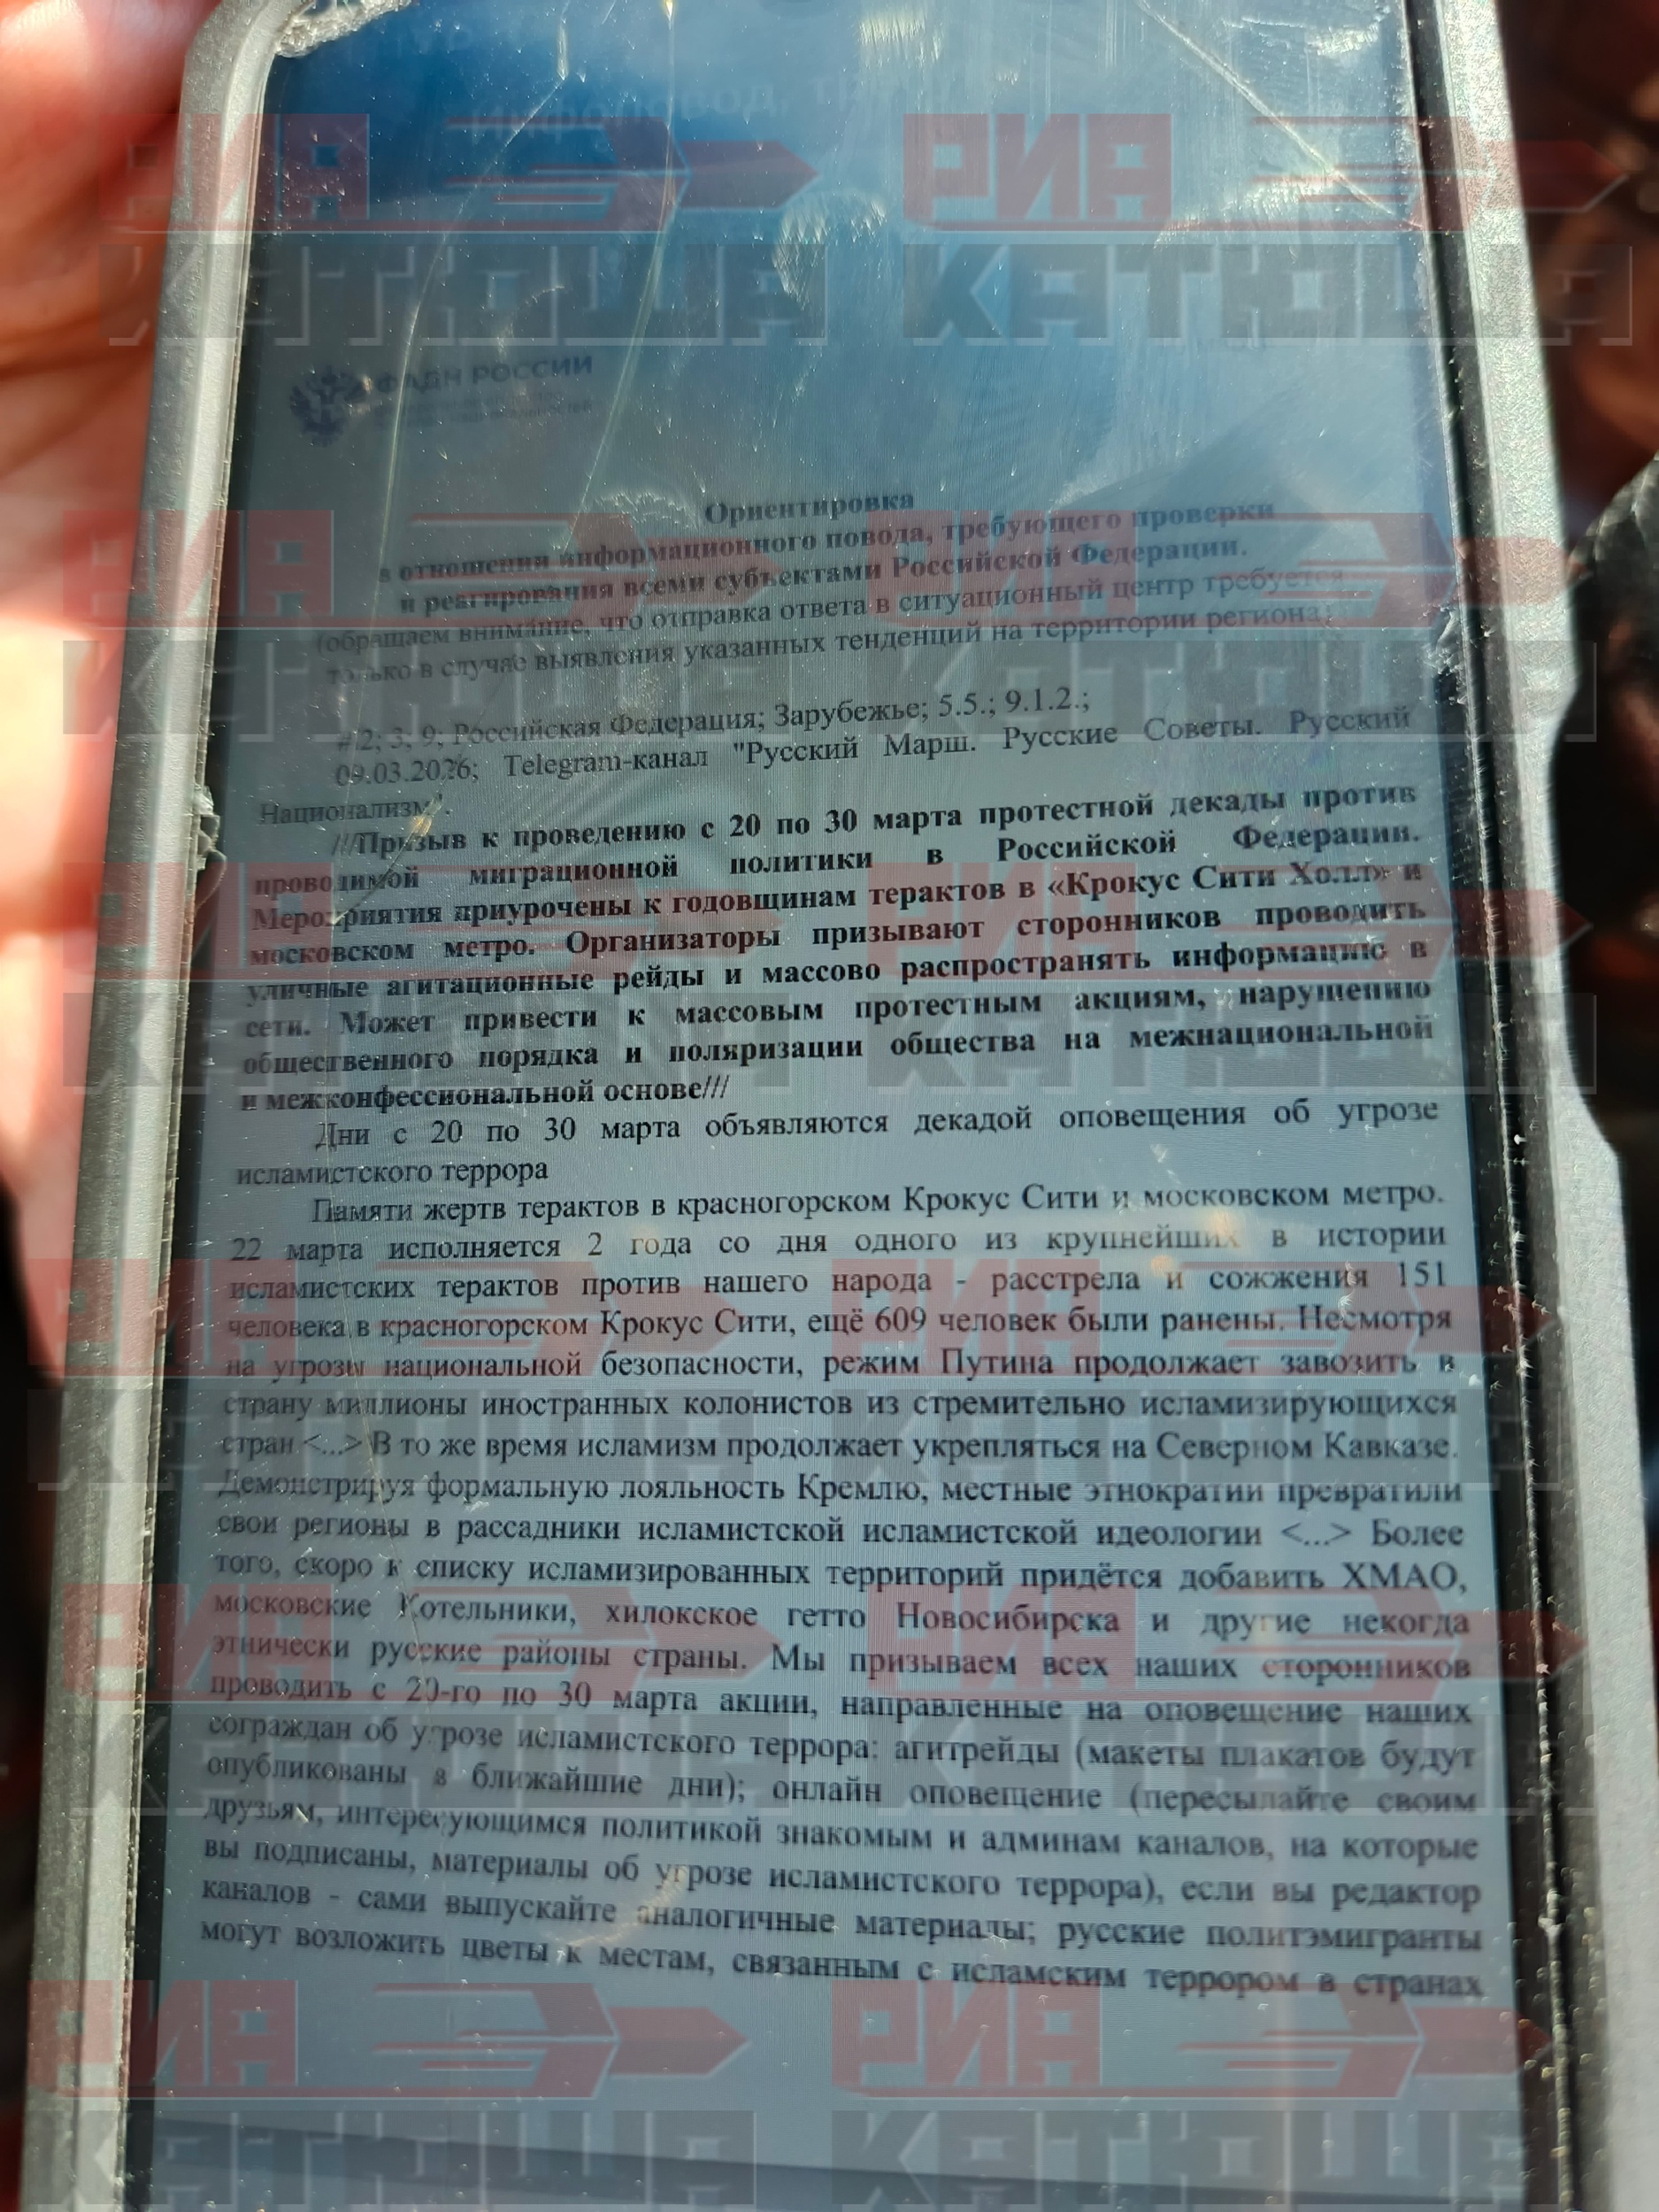 ФАДН РОССИИ
Ориентировка
в отношении информационного повода, требующего проверки
и реагирования всеми субъектами Российской Федерации.
(обращаем внимание, что отправка ответа в ситуационный центр требуется
только в случае выявления указанных тенденций на территории региона)
#2; 3; 9; Российская Федерация; Зарубежье; 5.5.; 9.1.2.;
09.03.2026; Telegram-канал "Русский Марш. Русские Советы. Русский
Национализм".
///Призыв к проведению с 20 по 30 марта протестной декады против
проводимой миграционной политики в Российской Федерации.
Мероприятия приурочены к годовщинам терактов в «Крокус Сити Холл» и
московском метро. Организаторы призывают сторонников проводить
уличные агитационные рейды и массово распространять информацию в
сети. Может привести к массовым протестным акциям, нарушению
общественного порядка и поляризации общества на межнациональной
и межконфессиональной основе///
Дни с 20 по 30 марта объявляются декадой оповещения об угрозе
исламистского террора
Памяти жертв терактов в красногорском Крокус Сити и московском метро.
22 марта исполняется 2 года со дня одного из крупнейших в истории
исламистских терактов против нашего народа - расстрела и сожжения 151
человека в красногорском Крокус Сити, ещё 609 человек были ранены. Несмотря
на угрозы национальной безопасности, режим Путина продолжает завозить в
страну миллионы иностранных колонистов из стремительно исламизирующихся
стран <...> В то же время исламизм продолжает укрепляться на Северном Кавказе.
Демонстрируя формальную лояльность Кремлю, местные этнократии превратили
свои регионы в рассадники исламистской исламистской идеологии <...> Более
того, скоро к списку исламизированных территорий придётся добавить ХМАО,
московские Котельники, хилокское гетто Новосибирска и другие некогда
этнически русские районы страны. Мы призываем всех наших сторонников
проводить с 20-го по 30 марта акции, направленные на оповещение наших
сограждан об угрозе исламистского террора: агитрейды (макеты плакатов будут
опубликованы в ближайшие дни); онлайн оповещение (пересылайте своим
друзьям, интересующимся политикой знакомым и админам каналов, на которые
вы подписаны, материалы об угрозе исламистского террора), если вы редактор
каналов - сами выпускайте аналогичные материалы; русские политэмигранты
могут возложить цветы к местам, связанным с исламским террором в странах
РИА КАТЮША